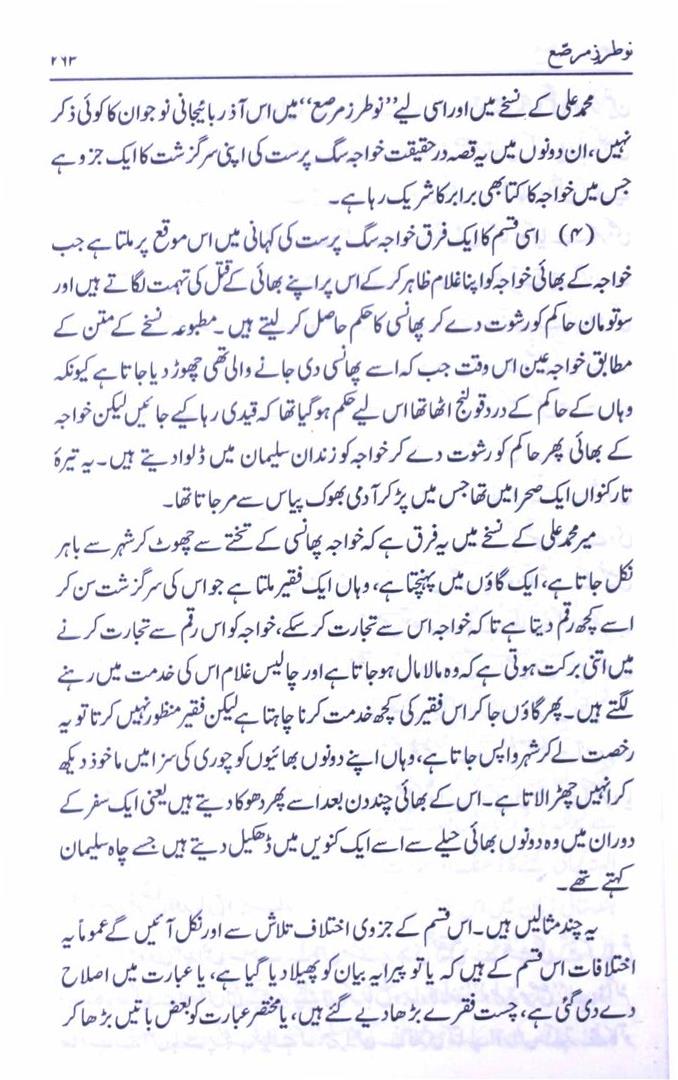 نو طرزِ مرصّع
۲۶۳
محمد علی کے نسخے میں اور اسی لیے ’’نوطرز مرصع‘‘ میں اس آذربائیجانی نوجوان کا کوئی ذکر
نہیں، ان دونوں میں یہ قصہ در حقیقت خواجہ سگ پرست کی اپنی سرگزشت کا ایک جزو ہے
جس میں خواجہ کا کتا بھی برابر کا شریک رہا ہے۔
(۴) اسی قسم کا ایک فرق خواجہ سگ پرست کی کہانی میں اس موقع پر ملتا ہے جب
خواجہ کے بھائی خواجہ کو اپنا غلام ظاہر کرکے اس پر اپنے بھائی کے قتل کی تہمت لگاتے ہیں اور
سو تومان حاکم کو رشوت دے کر پھانسی کا حکم حاصل کر لیتے ہیں۔ مطبوعہ نسخے کے متن کے
مطابق خواجہ عین اس وقت جب کہ اسے پھانسی دی جانے والی تھی چھوڑ دیا جاتا ہے کیونکہ
وہاں کے حاکم کے درد قولنج اٹھا تھا اس لیے حکم ہو گیا تھا کہ قیدی رہا کیے جائیں لیکن خواجہ
کے بھائی پھر حاکم کو رشوت دے کر خواجہ کو زندان سلیمان میں ڈلوا دیتے ہیں۔ یہ تیرۂ
تار کنواں ایک صحرا میں تھا جس میں پڑ کر آدمی بھوک پیاس سے مر جاتا تھا۔
میر محمد علی کے نسخے میں یہ فرق ہے کہ خواجہ پھانسی کے تختے سے چھوٹ کر شہر سے باہر
نکل جاتا ہے، ایک گاؤں میں پہنچتا ہے، وہاں ایک فقیر ملتا ہے جو اس کی سرگزشت سن کر
اسے کچھ رقم دیتا ہے تا کہ خواجہ اس سے تجارت کر سکے، خواجہ کو اس رقم سے تجارت کرنے
میں اتنی برکت ہوتی ہے کہ وہ مالا مال ہو جاتا ہے اور چالیس غلام اس کی خدمت میں رہنے
لگتے ہیں۔ پھر گاؤں جا کر اس فقیر کی کچھ خدمت کرنا چاہتا ہے لیکن فقیر منظور نہیں کرتا تو یہ
رخصت لے کر شہر واپس جاتا ہے، وہاں اپنے دونوں بھائیوں کو چوری کی سزا میں ماخوذ دیکھ
کر انہیں چھڑا لاتا ہے۔ اس کے بھائی چند دن بعد اسے پھر دھوکا دیتے ہیں یعنی ایک سفر کے
دوران میں وہ دونوں بھائی حیلے سے اسے ایک کنویں میں ڈھکیل دیتے ہیں جسے چاہ سلیمان
کہتے تھے۔
یہ چند مثالیں ہیں۔ اس قسم کے جزوی اختلاف تلاش سے اور نکل آئیں گے عموماً یہ
اختلافات اس قسم کے ہیں کہ یا تو پیرایہ بیان کو پھیلا دیا گیا ہے، یا عبارت میں اصلاح
دے دی گئی ہے، چست فقرے بڑھا دیے گئے ہیں، یا مختصر عبارت کو بعض باتیں بڑھا کر